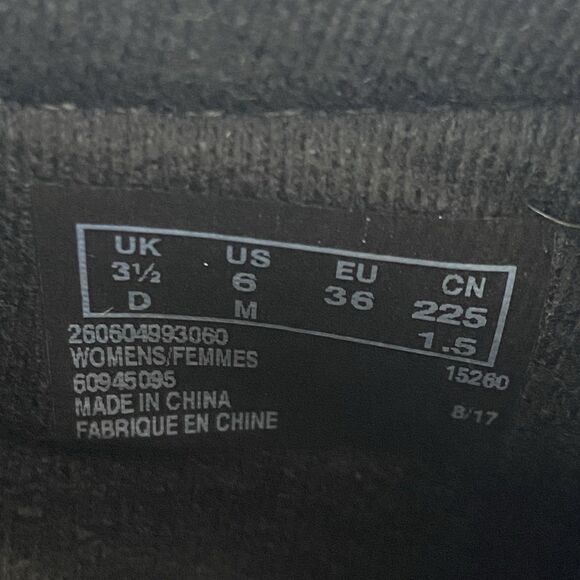 UK US EU CN
3½ 6 36 225
D M 1.5
260604993060
WOMENS/FEMMES
60945095 15260
MADE IN CHINA 8/17
FABRIQUE EN CHINE